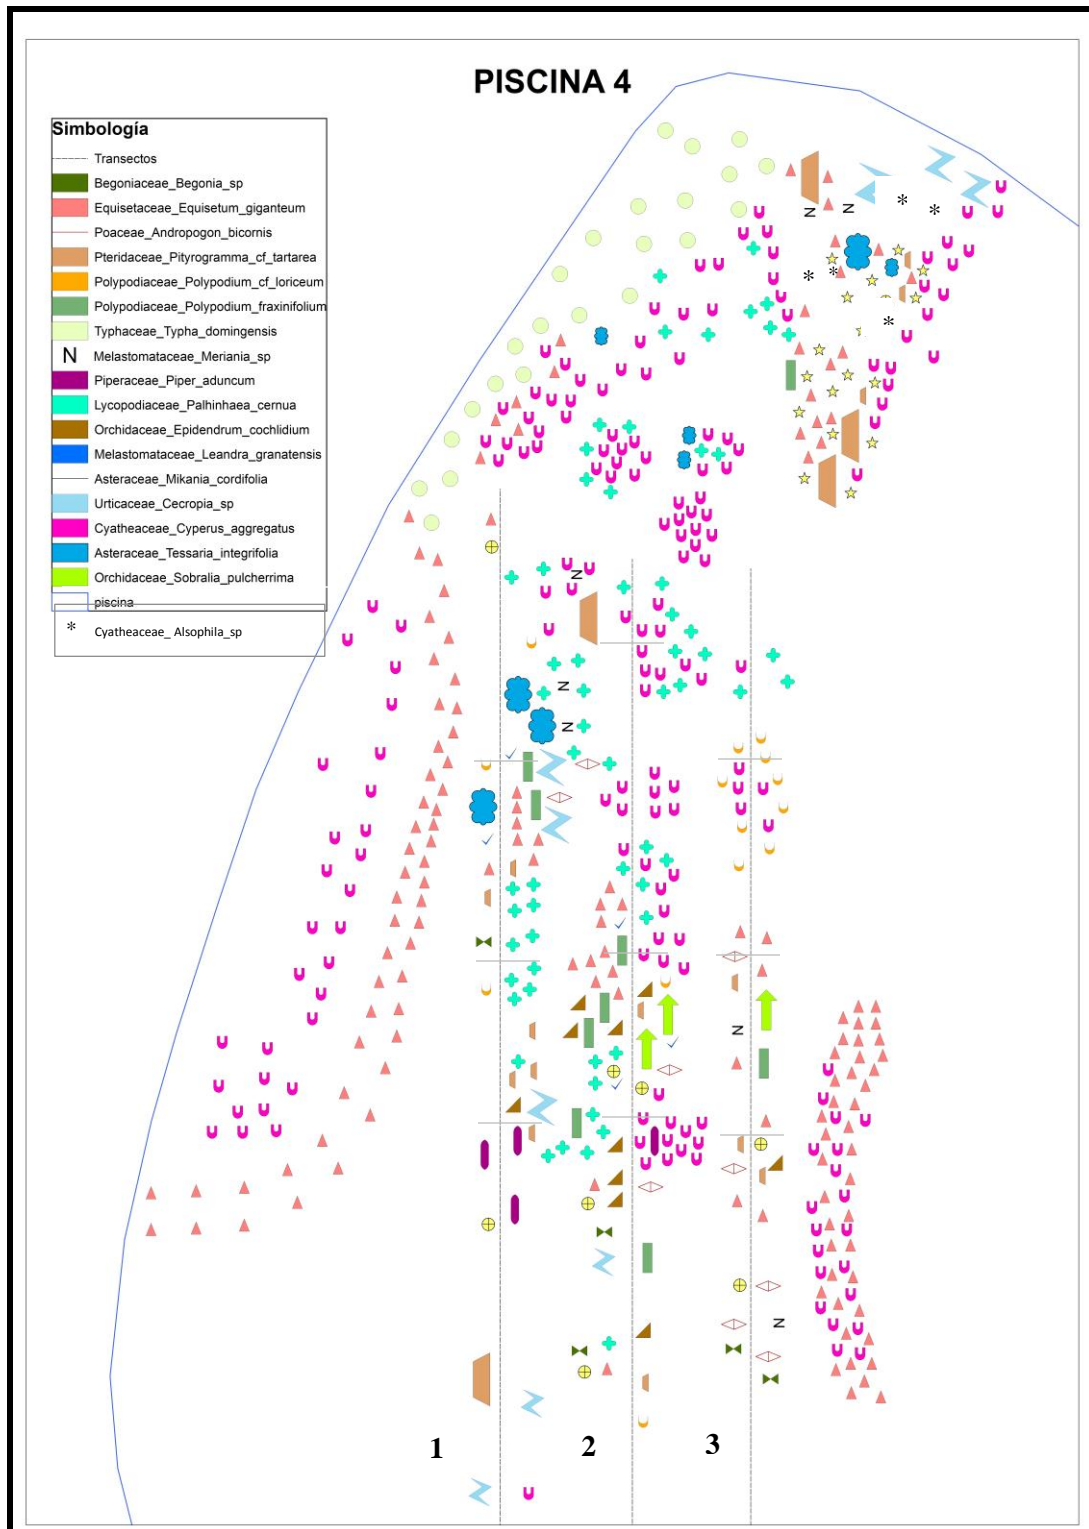 PISCINA 4
Simbología
Transectos
Begoniaceae_Begonia_sp
Equisetaceae_Equisetum_giganteum
Poaceae_Andropogon_bicornis
Pteridaceae_Pityrogramma_cf_tartarea
Polypodiaceae_Polypodium_cf_loriceum
Polypodiaceae_Polypodium_fraxinifolium
Typhaceae_Typha_domingensis
N Melastomataceae_Meriania_sp
Piperaceae_Piper_aduncum
Lycopodiaceae_Palhinhaea_cernua
Orchidaceae_Epidendrum_cochlidium
Melastomataceae_Leandra_granatensis
Asteraceae_Mikania_cordifolia
Urticaceae_Cecropia_sp
Cyatheaceae_Cyperus_aggregatus
Asteraceae_Tessaria_integrifolia
Orchidaceae_Sobralia_pulcherrima
piscina
* Cyatheaceae_ Alsophila_sp
1 2 3